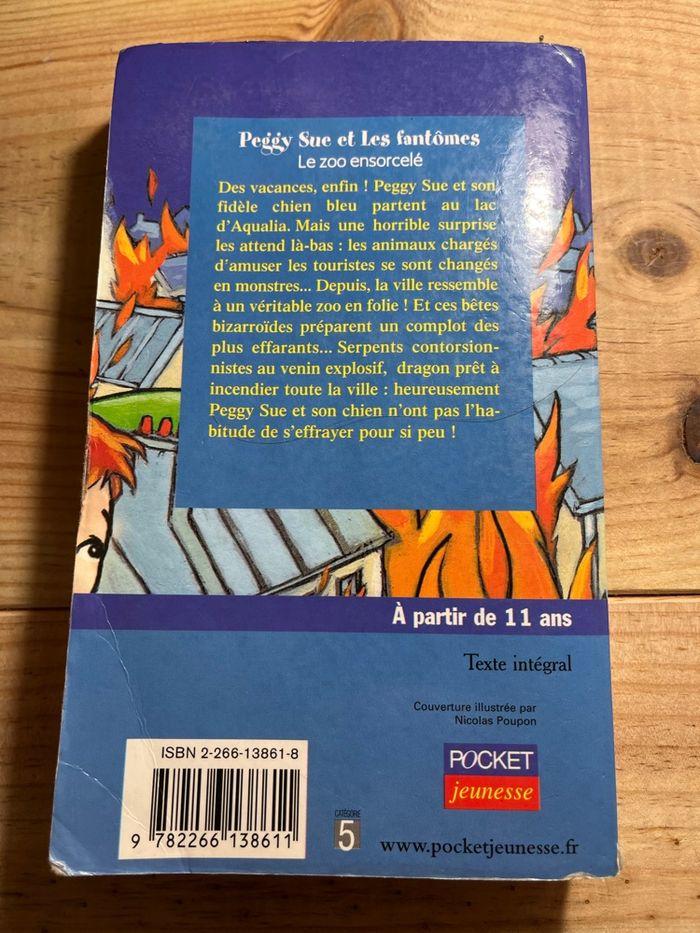 Peggy Sue et Les fantômes
Le zoo ensorcelé
Des vacances, enfin ! Peggy Sue et son
fidèle chien bleu partent au lac
d'Aqualia. Mais une horrible surprise
les attend là-bas : les animaux chargés
d'amuser les touristes se sont changés
en monstres... Depuis, la ville ressemble
à un véritable zoo en folie ! Et ces bêtes
bizarroïdes préparent un complot des
plus effarants... Serpents contorsion-
nistes au venin explosif, dragon prêt à
incendier toute la ville : heureusement
Peggy Sue et son chien n'ont pas l'ha-
bitude de s'effrayer pour si peu !
À partir de 11 ans
Texte intégral
Couverture illustrée par
Nicolas Poupon
ISBN 2-266-13861-8
POCKET
jeunesse
CATÉGORIE
5
9 782266 138611
www.pocketjeunesse.fr